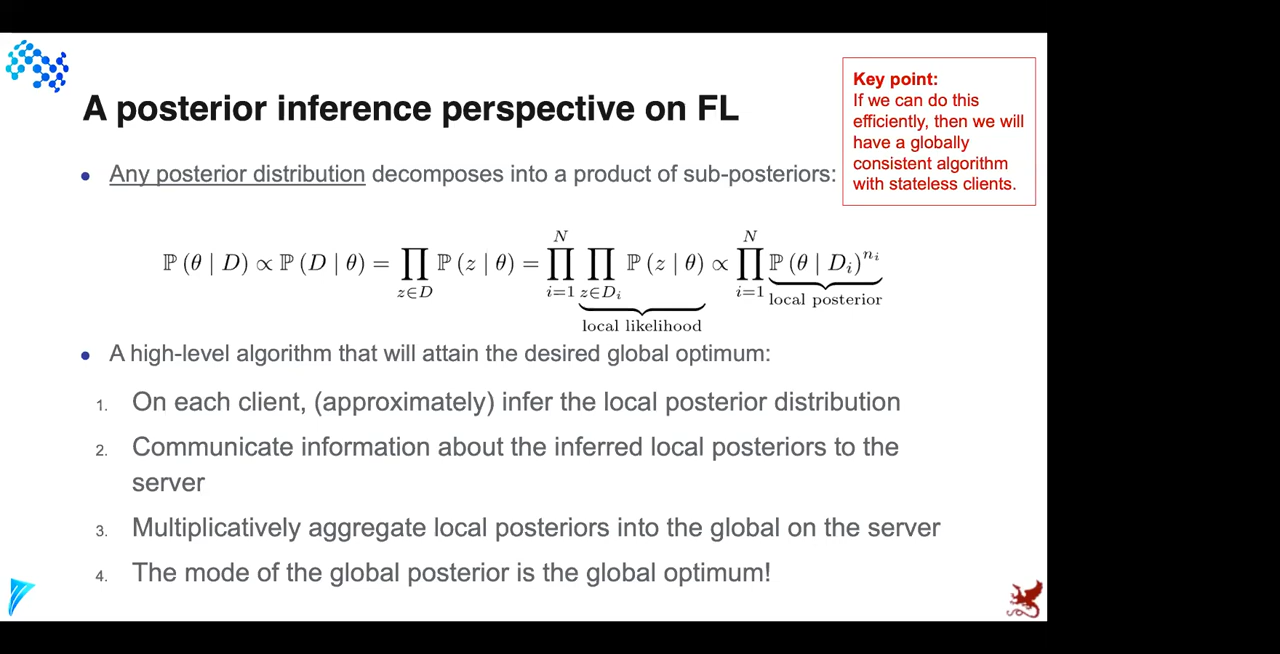 A posterior inference perspective on FL
Key point:
If we can do this
efficiently, then we will
have a globally
consistent algorithm
with stateless clients.
• Any posterior distribution decomposes into a product of sub-posteriors:
ℙ (θ | D) ∝ ℙ (D | θ) = ∏_{z∈D} ℙ (z | θ) = ∏_{i=1}^{N} ∏_{z∈D_i} ℙ (z | θ) ∝ ∏_{i=1}^{N} ℙ (θ | D_i)^{n_i}
local posterior
local likelihood
• A high-level algorithm that will attain the desired global optimum:
1. On each client, (approximately) infer the local posterior distribution
2. Communicate information about the inferred local posteriors to the
server
3. Multiplicatively aggregate local posteriors into the global on the server
4. The mode of the global posterior is the global optimum!